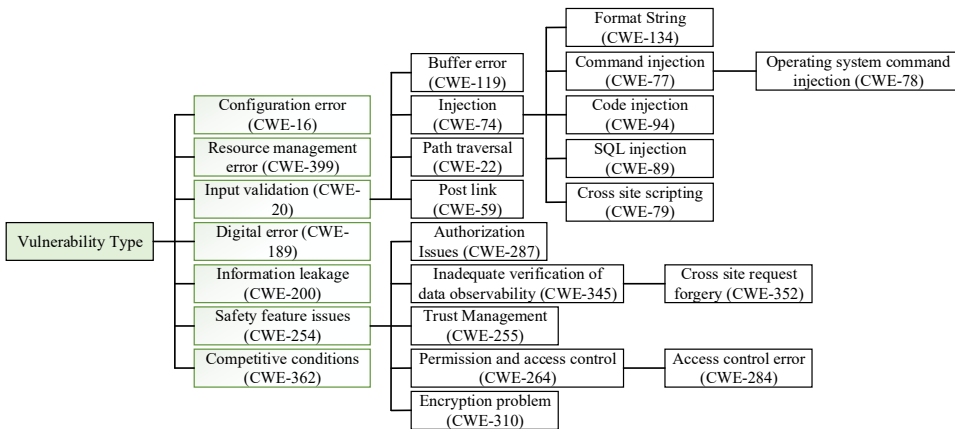 Vulnerability Type
Configuration error
(CWE-16)
Resource management
error (CWE-399)
Input validation (CWE-
20)
Digital error (CWE-
189)
Information leakage
(CWE-200)
Safety feature issues
(CWE-254)
Competitive conditions
(CWE-362)
Buffer error
(CWE-119)
Injection
(CWE-74)
Path traversal
(CWE-22)
Post link
(CWE-59)
Format String
(CWE-134)
Command injection
(CWE-77)
Operating system command
injection (CWE-78)
Code injection
(CWE-94)
SQL injection
(CWE-89)
Cross site scripting
(CWE-79)
Authorization
Issues (CWE-287)
Inadequate verification of
data observability (CWE-345)
Cross site request
forgery (CWE-352)
Trust Management
(CWE-255)
Permission and access control
(CWE-264)
Access control error
(CWE-284)
Encryption problem
(CWE-310)